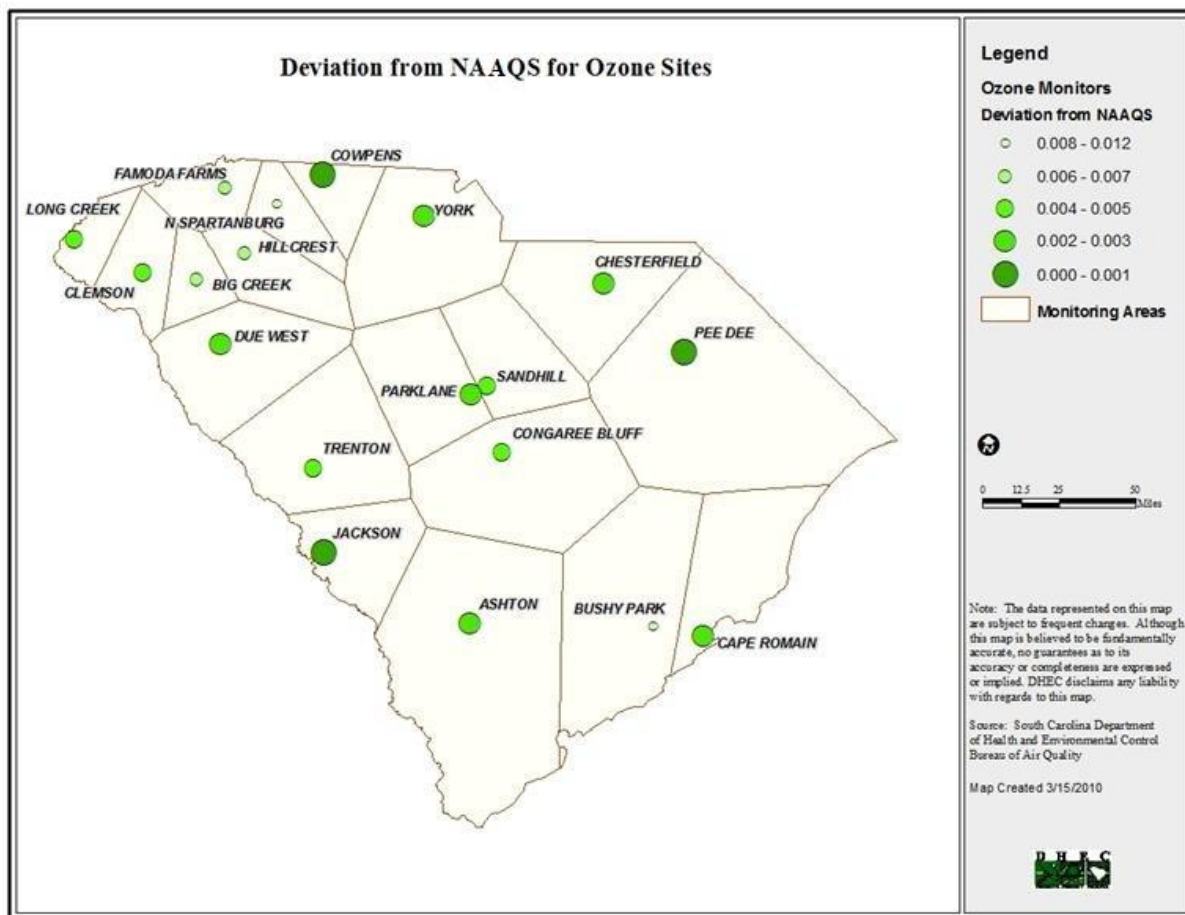 Deviation from NAAQS for Ozone Sites
COWPENS
FAMODA FARMS
LONG CREEK
N SPARTANBURG
YORK
HILLCREST
CLEMSON
BIG CREEK
CHESTERFIELD
DUE WEST
PEE DEE
SANDHILL
PARKLANE
CONGAREE BLUFF
TRENTON
JACKSON
ASHTON
BUSHY PARK
CAPE ROMAIN
Legend
Ozone Monitors
Deviation from NAAQS
0.008 - 0.012
0.006 - 0.007
0.004 - 0.005
0.002 - 0.003
0.000 - 0.001
Monitoring Areas
N
0 12.5 25 50
Miles
Note: The data represented on this map
are subject to frequent changes. Although
this map is believed to be fundamentally
accurate, no guarantees as to its
accuracy or completeness are expressed
or implied. DHEC disclaims any liability
with regards to this map.
Source: South Carolina Department
of Health and Environmental Control
Bureau of Air Quality
Map Created 3/15/2010
D H E C